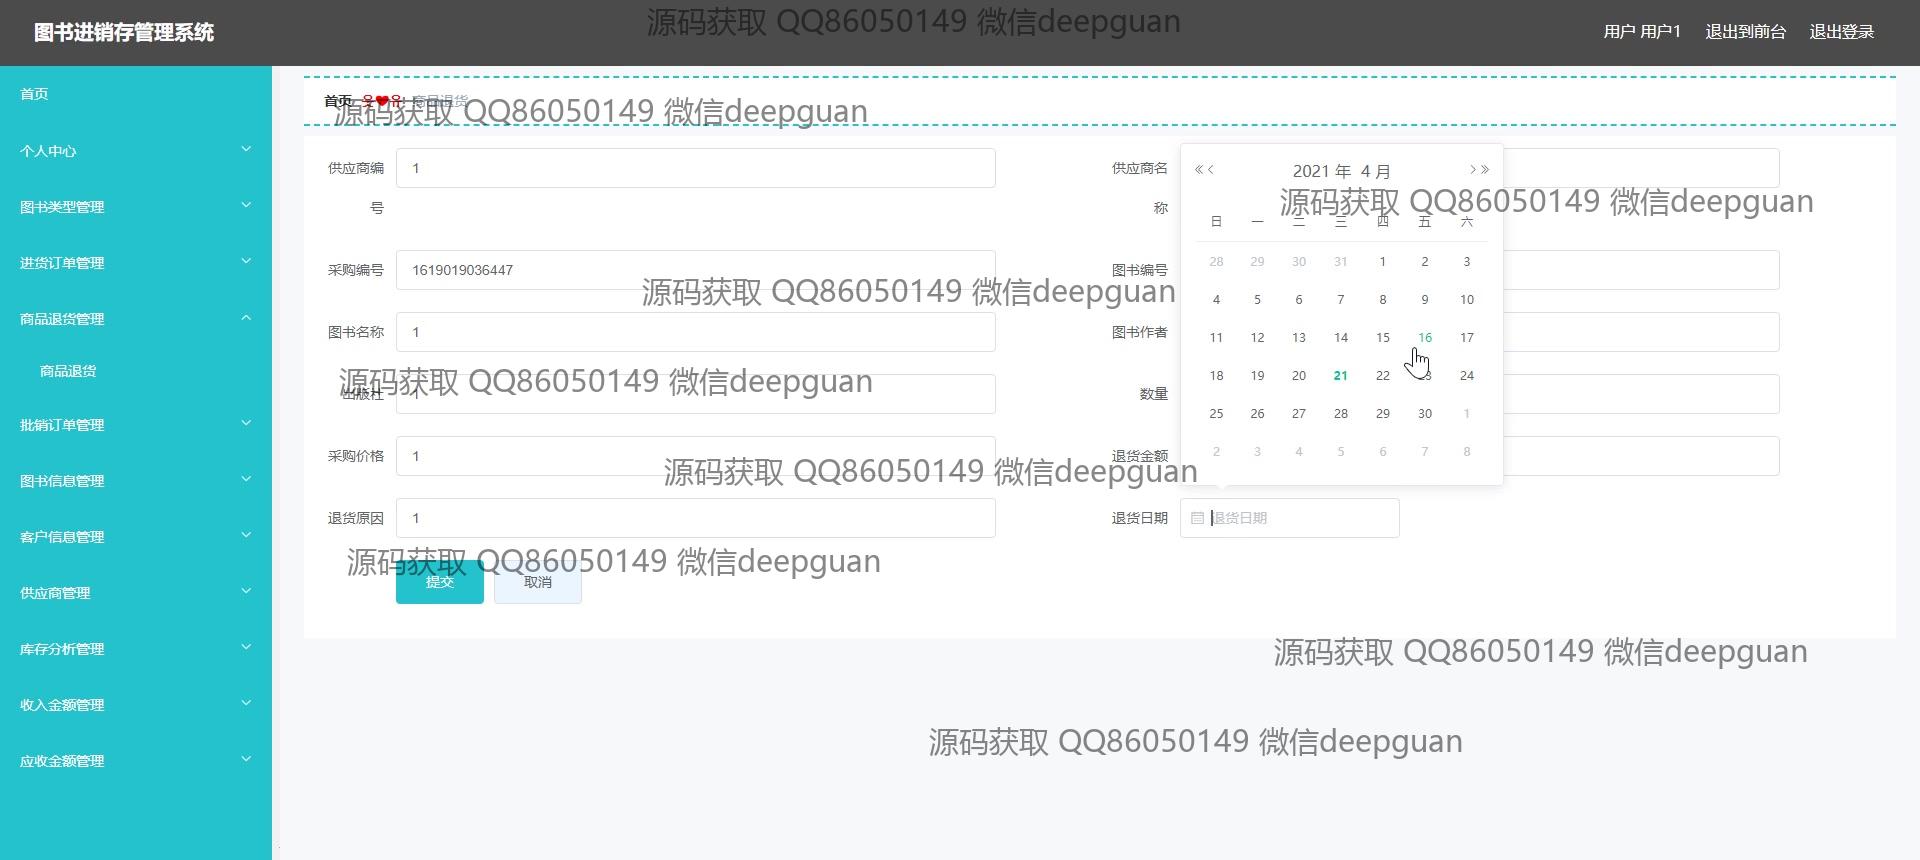 图书进销存管理系统
用户 用户1 退出到前台 退出登录
源码获取 QQ86050149 微信deepguan
首页
个人中心
图书类型管理
进货订单管理
商品退货管理
商品退货
批销订单管理
图书信息管理
客户信息管理
供应商管理
库存分析管理
收入金额管理
应收金额管理
首页 商品退货
源码获取 QQ86050149 微信deepguan
供应商编号 1
供应商名称
采购编号 1619019036447
图书编号
源码获取 QQ86050149 微信deepguan
图书名称 1
图书作者
源码获取 QQ86050149 微信deepguan
出版社 1
数量
采购价格 1
退货金额
源码获取 QQ86050149 微信deepguan
退货原因 1
退货日期 退货日期
2021 年 4 月
源码获取 QQ86050149 微信deepguan
日 一 二 三 四 五 六
28 29 30 31 1 2 3
4 5 6 7 8 9 10
11 12 13 14 15 16 17
18 19 20 21 22 23 24
25 26 27 28 29 30 1
2 3 4 5 6 7 8
源码获取 QQ86050149 微信deepguan
提交 取消
源码获取 QQ86050149 微信deepguan
源码获取 QQ86050149 微信deepguan